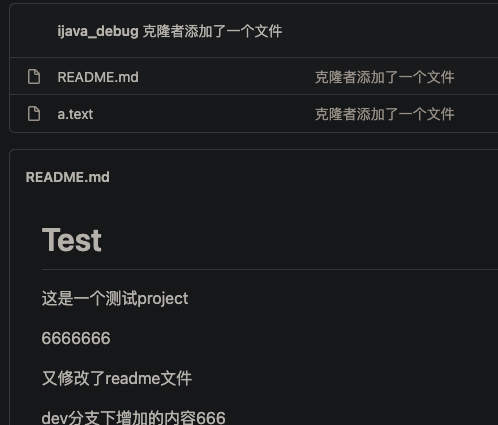 ijava_debug 克隆者添加了一个文件
README.md 克隆者添加了一个文件
a.text 克隆者添加了一个文件
README.md
Test
这是一个测试project
6666666
又修改了readme文件
dev分支下增加的内容666